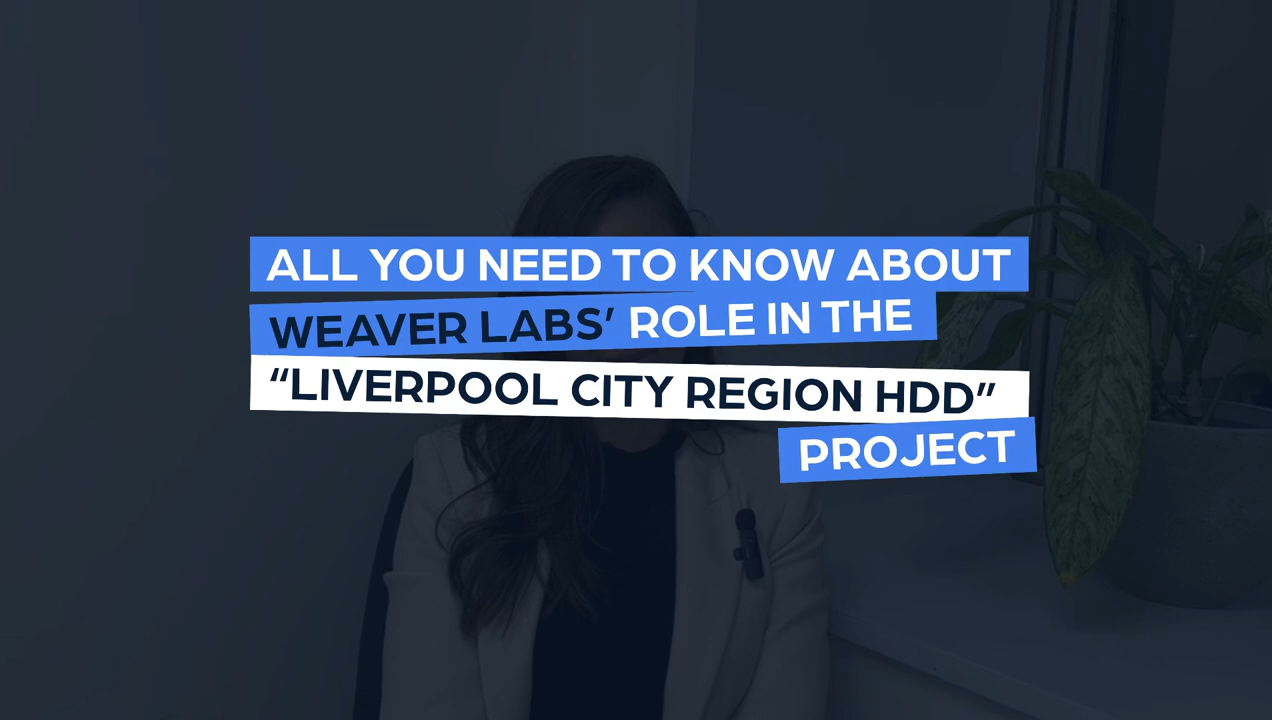 ALL YOU NEED TO KNOW ABOUT
WEAVER LABS’ ROLE IN THE
“LIVERPOOL CITY REGION HDD”
PROJECT